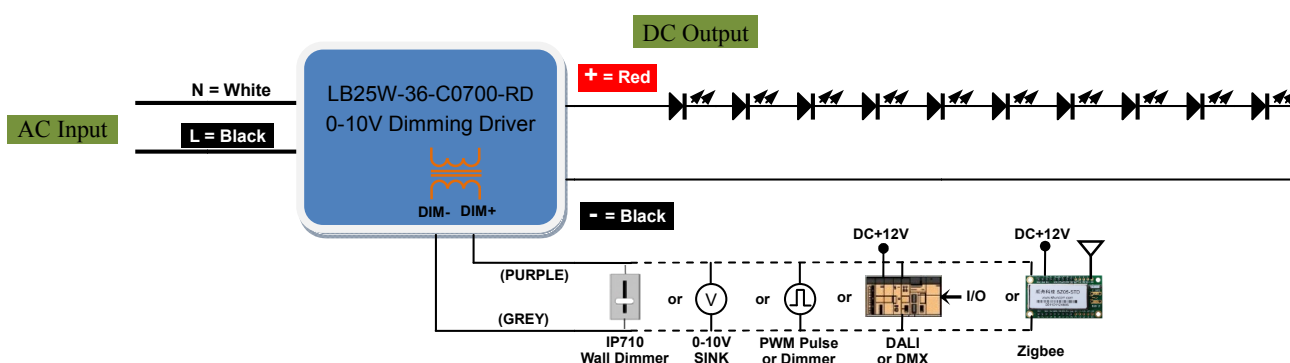 DC Output
+ = Red
N = White
LB25W-36-C0700-RD
0-10V Dimming Driver
AC Input
L = Black
DIM- DIM+
- = Black
DC+12V
DC+12V
(PURPLE)
or
V
or
or
I/O
or
(GREY)
IP710
Wall Dimmer
0-10V
SINK
PWM Pulse
or Dimmer
DALI
or DMX
Zigbee